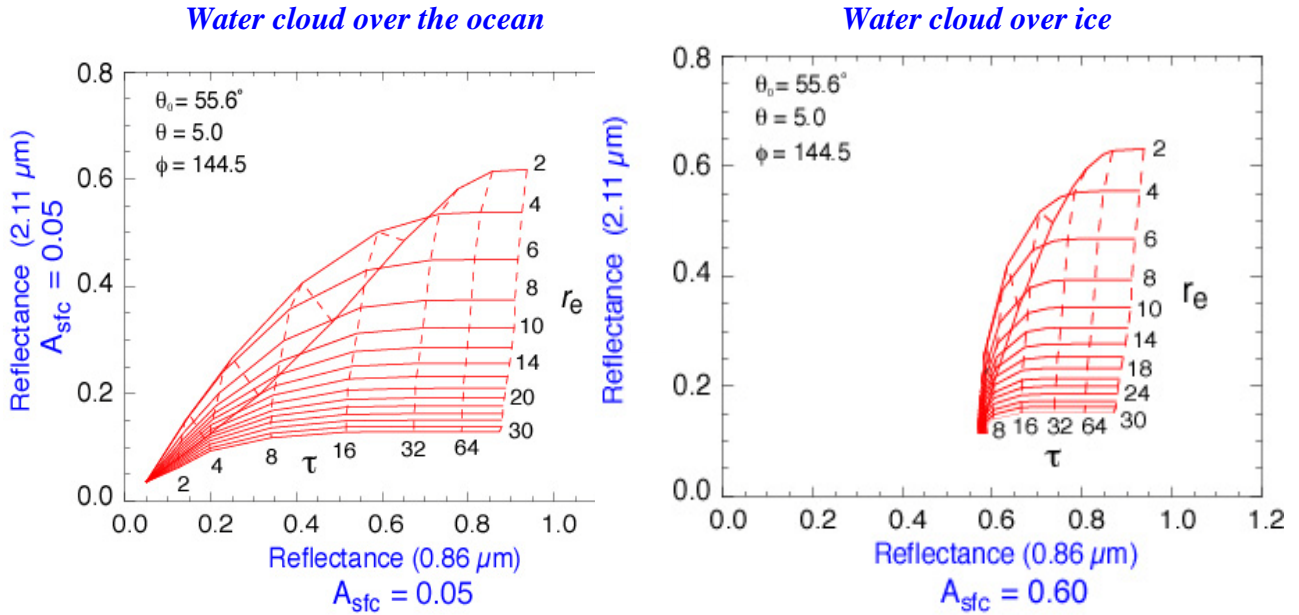 Water cloud over the ocean
0.8
0.6
0.4
0.2
0.0
Reflectance (2.11 μm)
A_sfc = 0.05
θ₀ = 55.6°
θ = 5.0
ϕ = 144.5
2
4
6
8
10
14
20
30
r_e
2
4
8
16
32
64
τ
0.0 0.2 0.4 0.6 0.8 1.0
Reflectance (0.86 μm)
A_sfc = 0.05
Water cloud over ice
0.8
0.6
0.4
0.2
0.0
Reflectance (2.11 μm)
θ₀ = 55.6°
θ = 5.0
ϕ = 144.5
2
4
6
8
10
14
18
24
30
r_e
8 16 32 64
τ
0.0 0.2 0.4 0.6 0.8 1.0 1.2
Reflectance (0.86 μm)
A_sfc = 0.60